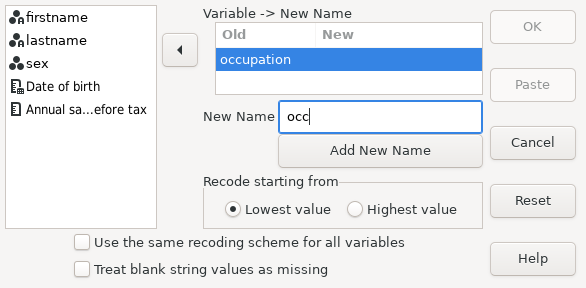 firstname
lastname
sex
Date of birth
Annual sa...efore tax
Variable -> New Name
Old New
occupation
New Name occ
Add New Name
Recode starting from
Lowest value Highest value
Use the same recoding scheme for all variables
Treat blank string values as missing
OK
Paste
Cancel
Reset
Help